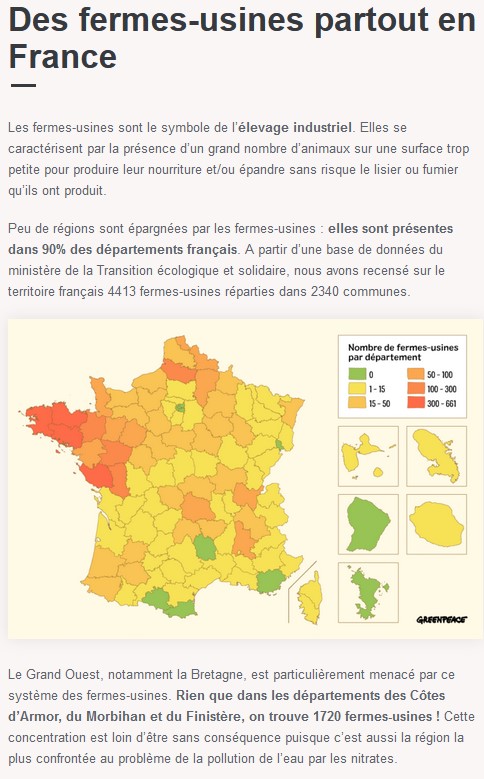 Des fermes-usines partout en
France
Les fermes-usines sont le symbole de l'élevage industriel. Elles se
caractérisent par la présence d'un grand nombre d'animaux sur une surface trop
petite pour produire leur nourriture et/ou épandre sans risque le lisier ou fumier
qu'ils ont produit.
Peu de régions sont épargnées par les fermes-usines : elles sont présentes
dans 90% des départements français. A partir d'une base de données du
ministère de la Transition écologique et solidaire, nous avons recensé sur le
territoire français 4413 fermes-usines réparties dans 2340 communes.
Nombre de fermes-usines
par département
0
50 - 100
1 - 15
100 - 300
15 - 50
300 - 661
GREENPEACE
Le Grand Ouest, notamment la Bretagne, est particulièrement menacé par ce
système des fermes-usines. Rien que dans les départements des Côtes
d'Armor, du Morbihan et du Finistère, on trouve 1720 fermes-usines ! Cette
concentration est loin d'être sans conséquence puisque c'est aussi la région la
plus confrontée au problème de la pollution de l'eau par les nitrates.